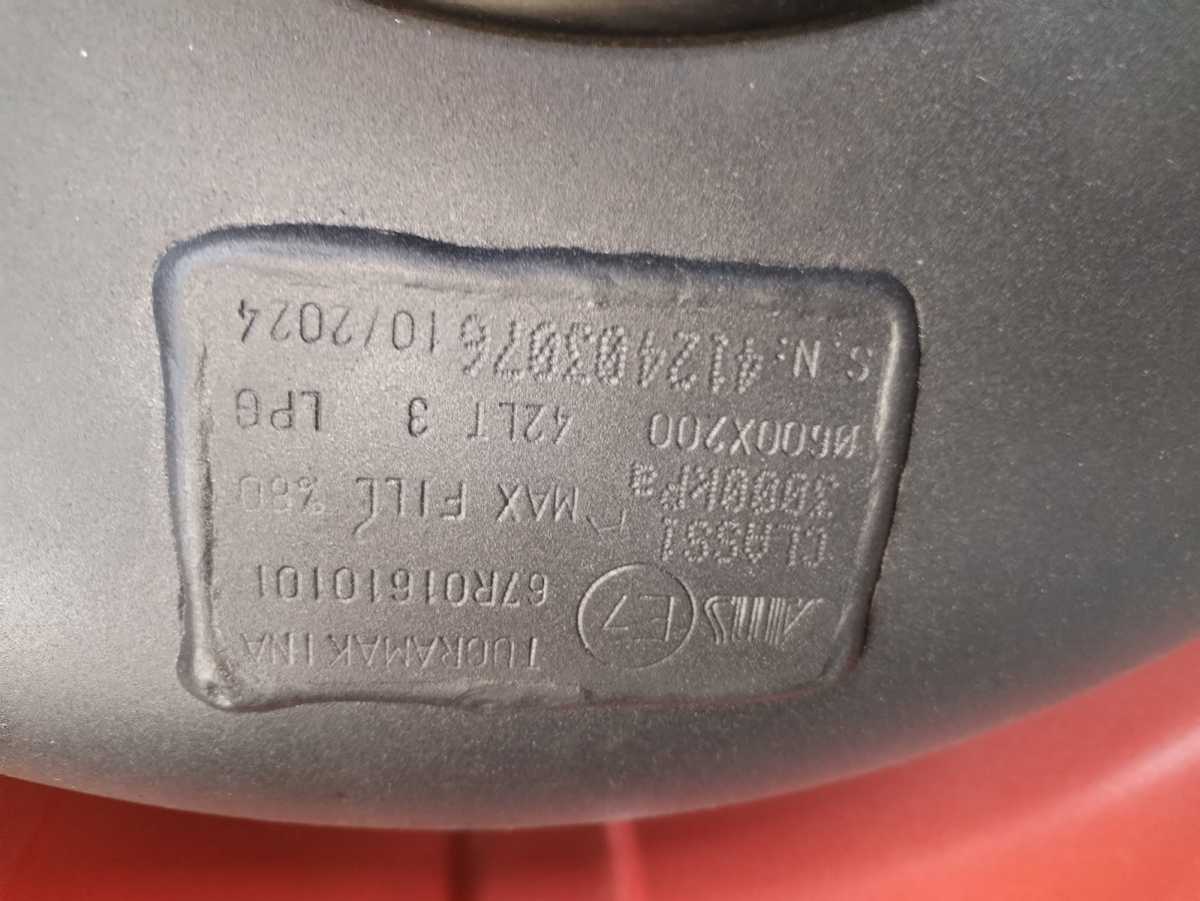 E7 TUGRAMAKINA
67R01610101
CLASS1
3000kPa MAX FILL %80
Ø600X200 42LT 3 LPG
S.N:412403076 10/2024